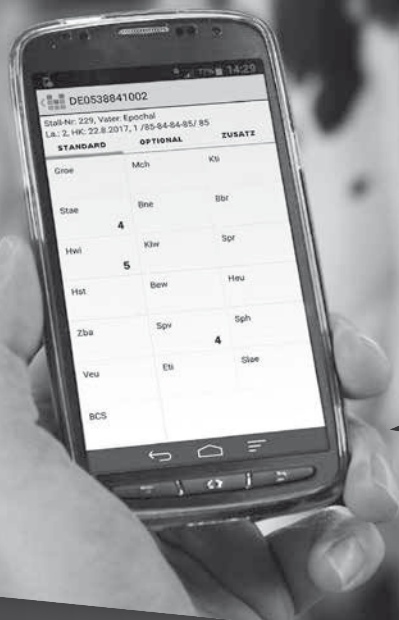 72% 14:29
DE0538841002
Stall-Nr: 229, Vater: Epochal
La.: 2, HK: 22.8.2017, 1 /85-84-84-85/ 85
STANDARD OPTIONAL ZUSATZ
Groe Mch Kti
Stae 4 Bne Bbr
Hwi 5 Klw Spr
Hst Bew Heu
Zba Spv 4 Sph
Veu Eti Slae
BCS